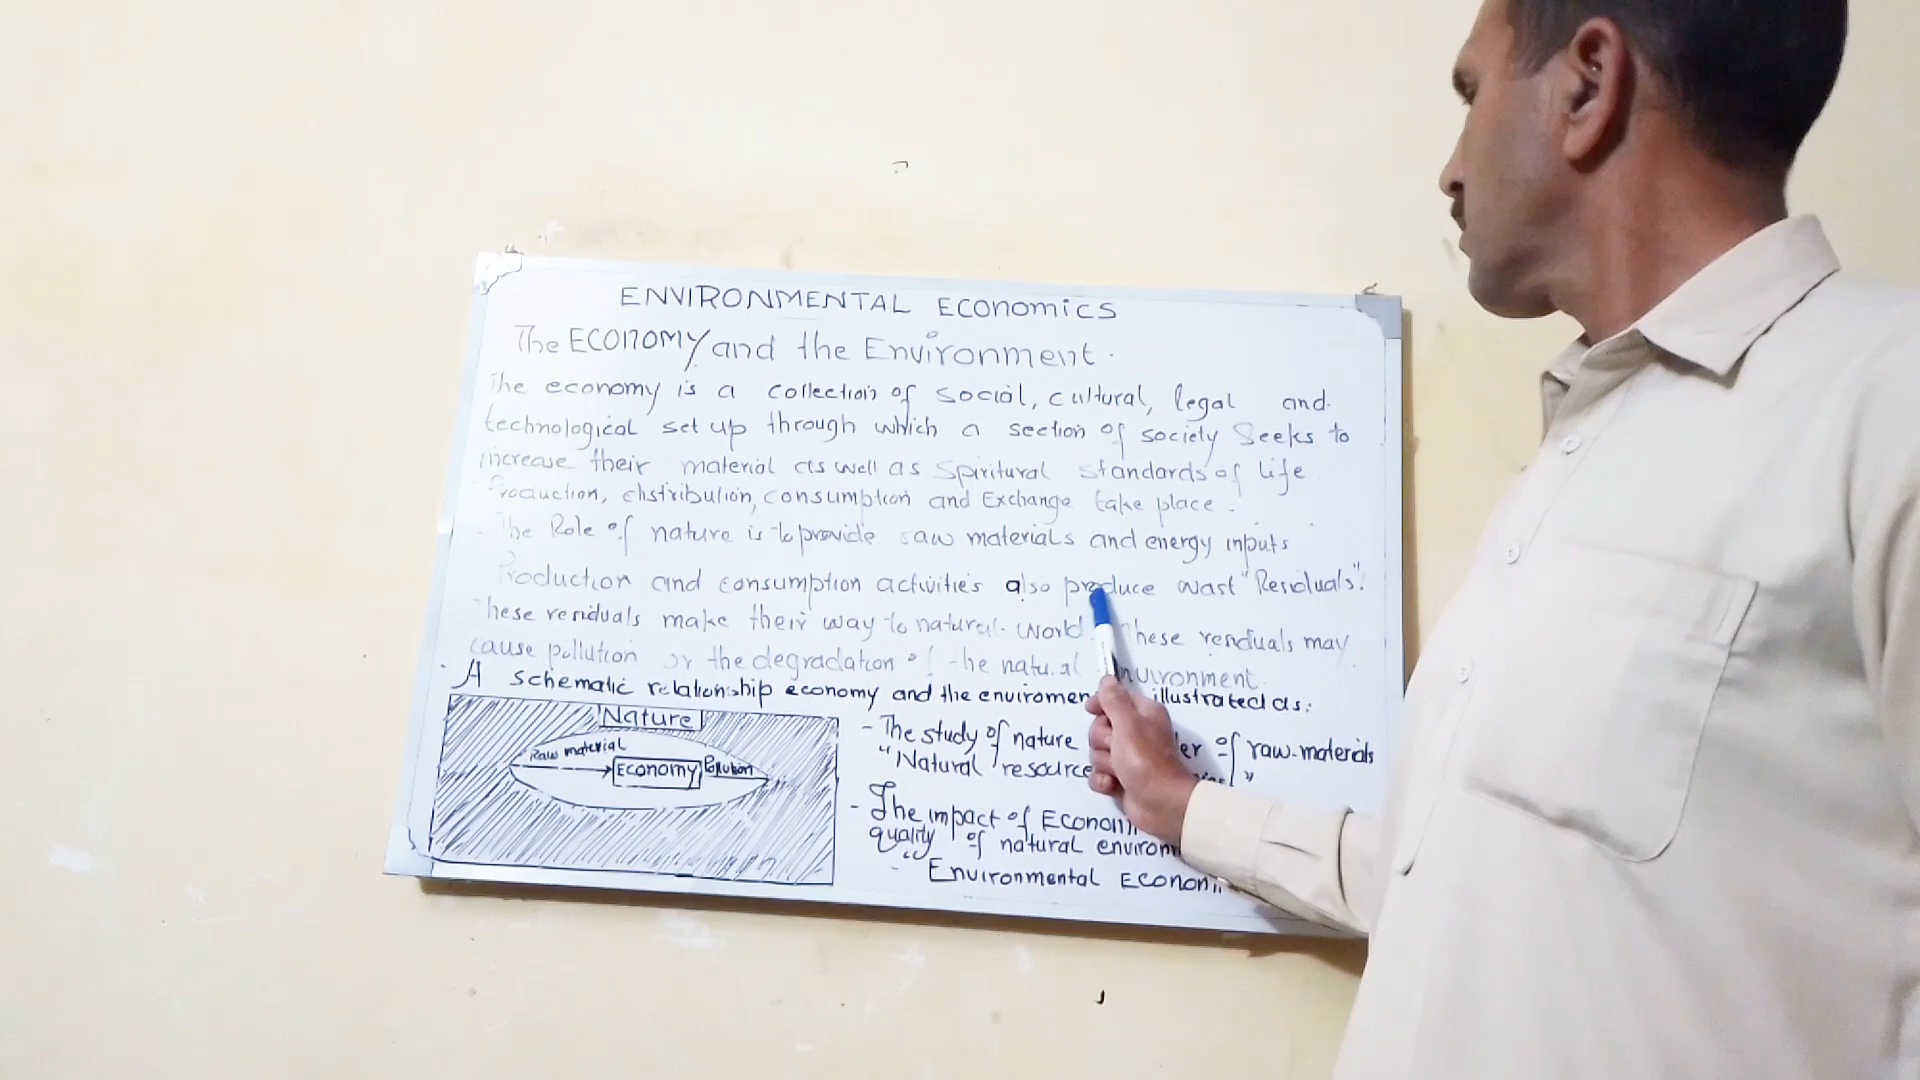 ENVIRONMENTAL ECONOMICS
The ECONOMY and the Environment.
The economy is a collection of social, cultural, legal and
technological set up through which a section of society seeks to
increase their material as well as spiritural standards of life
Production, distribution, consumption and Exchange take place.
- The Role of nature is to provide raw materials and energy inputs
Production and consumption activities also produce wast "Residuals".
These residuals make their way to natural world. These residuals may
cause pollution or the degradation of the natural environment.
A schematic relationship economy and the enviromen illustrated as:
Nature
Raw material
Economy
Pollution
- The study of nature of raw-materials
"Natural resource
- The impact of Economi
quality of natural environ
- "Environmental Economi